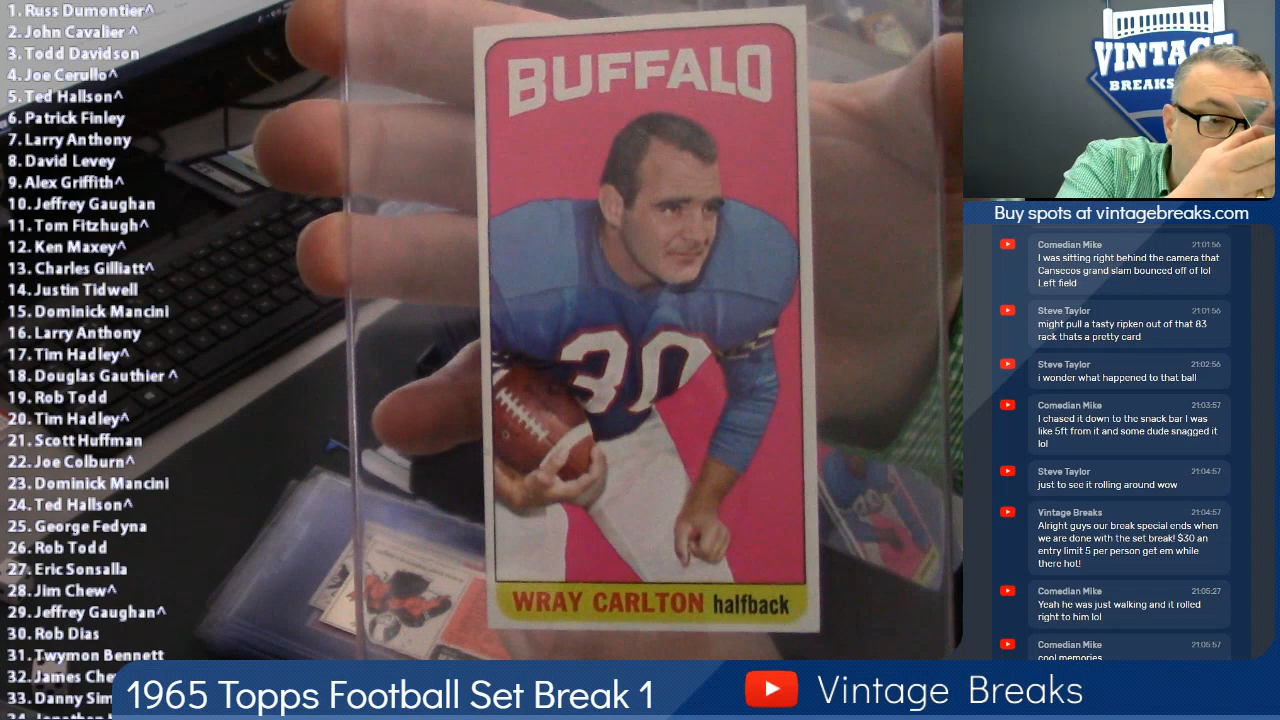 1. Russ Dumontier^
2. John Cavalier ^
3. Todd Davidson
4. Joe Cerullo^
5. Ted Hallson^
6. Patrick Finley
7. Larry Anthony
8. David Levey
9. Alex Griffith^
10. Jeffrey Gaughan
11. Tom Fitzhugh^
12. Ken Maxey^
13. Charles Gilliatt^
14. Justin Tidwell
15. Dominick Mancini
16. Larry Anthony
17. Tim Hadley^
18. Douglas Gauthier ^
19. Rob Todd
20. Tim Hadley^
21. Scott Huffman
22. Joe Colburn^
23. Dominick Mancini
24. Ted Hallson^
25. George Fedyna
26. Rob Todd
27. Eric Sonsalla
28. Jim Chew^
29. Jeffrey Gaughan^
30. Rob Dias
31. Twymon Bennett
32. James Che
33. Danny Sim
BUFFALO
30
WRAY CARLTON halfback
VINTAGE
BREAKS
Buy spots at vintagebreaks.com
Comedian Mike 21:01:56
I was sitting right behind the camera that
Cansecos grand slam bounced off of lol
Left field
Steve Taylor 21:01:56
might pull a tasty ripken out of that 83
rack thats a pretty card
Steve Taylor 21:02:56
i wonder what happened to that ball
Comedian Mike 21:03:57
I chased it down to the snack bar I was
like 5ft from it and some dude snagged it
lol
Steve Taylor 21:04:57
just to see it rolling around wow
Vintage Breaks 21:04:57
Alright guys our break special ends when
we are done with the set break! $30 an
entry limit 5 per person get em while
there hot!
Comedian Mike 21:05:27
Yeah he was just walking and it rolled
right to him lol
Comedian Mike 21:05:57
cool memories
1965 Topps Football Set Break 1
Vintage Breaks